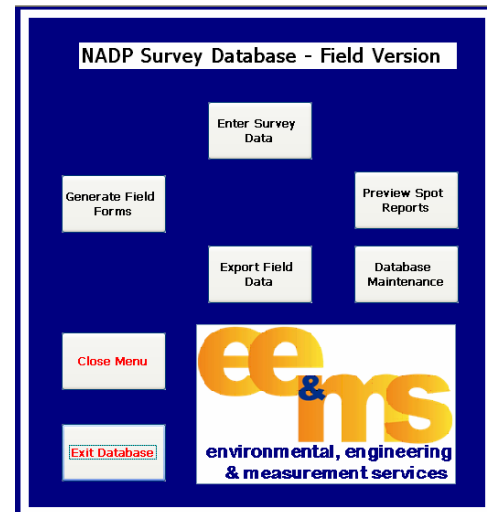 NADP Survey Database - Field Version
Enter Survey
Data
Generate Field
Forms
Preview Spot
Reports
Export Field
Data
Database
Maintenance
Close Menu
Exit Database
ee
&
ms
environmental, engineering
& measurement services